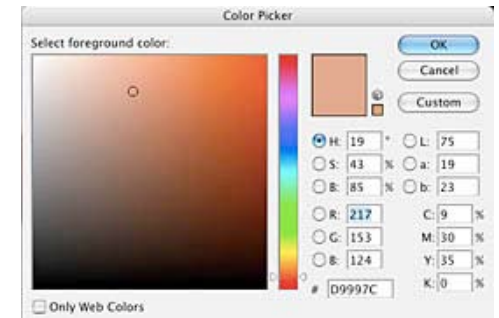 Color Picker
Select foreground color:
OK
Cancel
Custom
H: 19 ° L: 75
S: 43 % a: 19
B: 85 % b: 23
R: 217 C: 9 %
G: 153 M: 30 %
B: 124 Y: 35 %
# D9997C K: 0 %
Only Web Colors